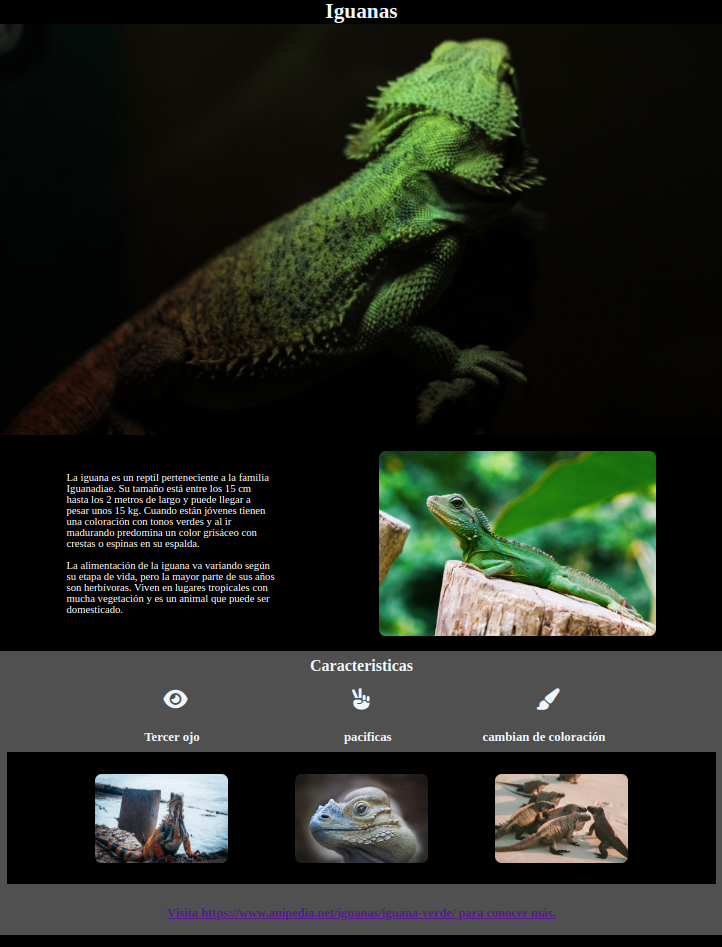 Iguanas
La iguana es un reptil perteneciente a la familia
Iguanadiae. Su tamaño está entre los 15 cm
hasta los 2 metros de largo y puede llegar a
pesar unos 15 kg. Cuando están jóvenes tienen
una coloración con tonos verdes y al ir
madurando predomina un color grisáceo con
crestas o espinas en su espalda.
La alimentación de la iguana va variando según
su etapa de vida, pero la mayor parte de sus años
son herbívoras. Viven en lugares tropicales con
mucha vegetación y es un animal que puede ser
domesticado.
Caracteristicas
Tercer ojo
pacificas
cambian de coloración
Visita https://www.anipedia.net/iguanas/iguana-verde/ para conocer más.